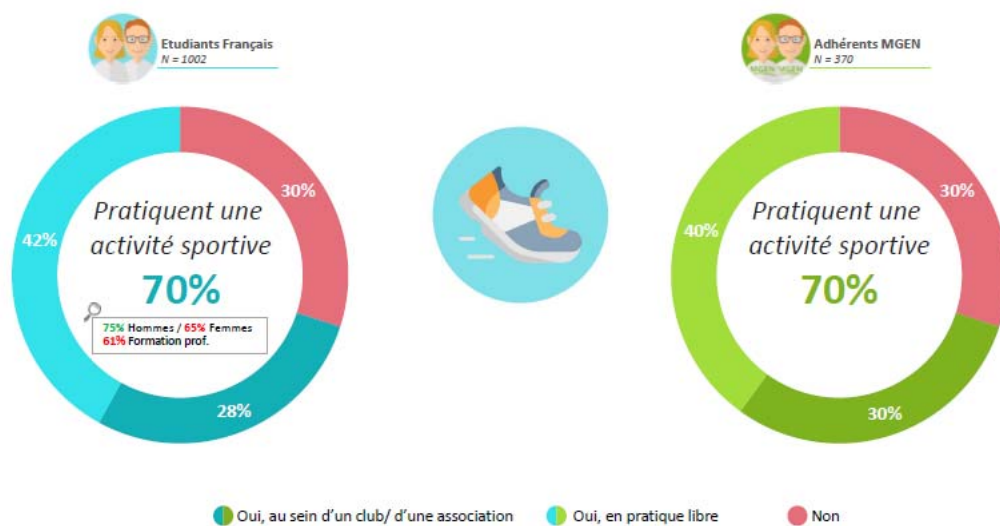 Etudiants Français
N = 1002
Adhérents MGEN
N = 370
MGEN MGEN
30%
42%
28%
Pratiquent une
activité sportive
70%
75% Hommes / 65% Femmes
61% Formation prof.
30%
40%
30%
Pratiquent une
activité sportive
70%
Oui, au sein d'un club/ d'une association
Oui, en pratique libre
Non